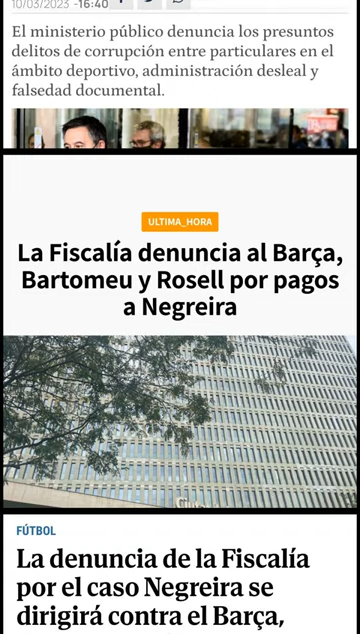 10/03/2023 -16:40
El ministerio público denuncia los presuntos
delitos de corrupción entre particulares en el
ámbito deportivo, administración desleal y
falsedad documental.
ULTIMA_HORA
La Fiscalía denuncia al Barça,
Bartomeu y Rosell por pagos
a Negreira
FÚTBOL
La denuncia de la Fiscalía
por el caso Negreira se
dirigirá contra el Barça,